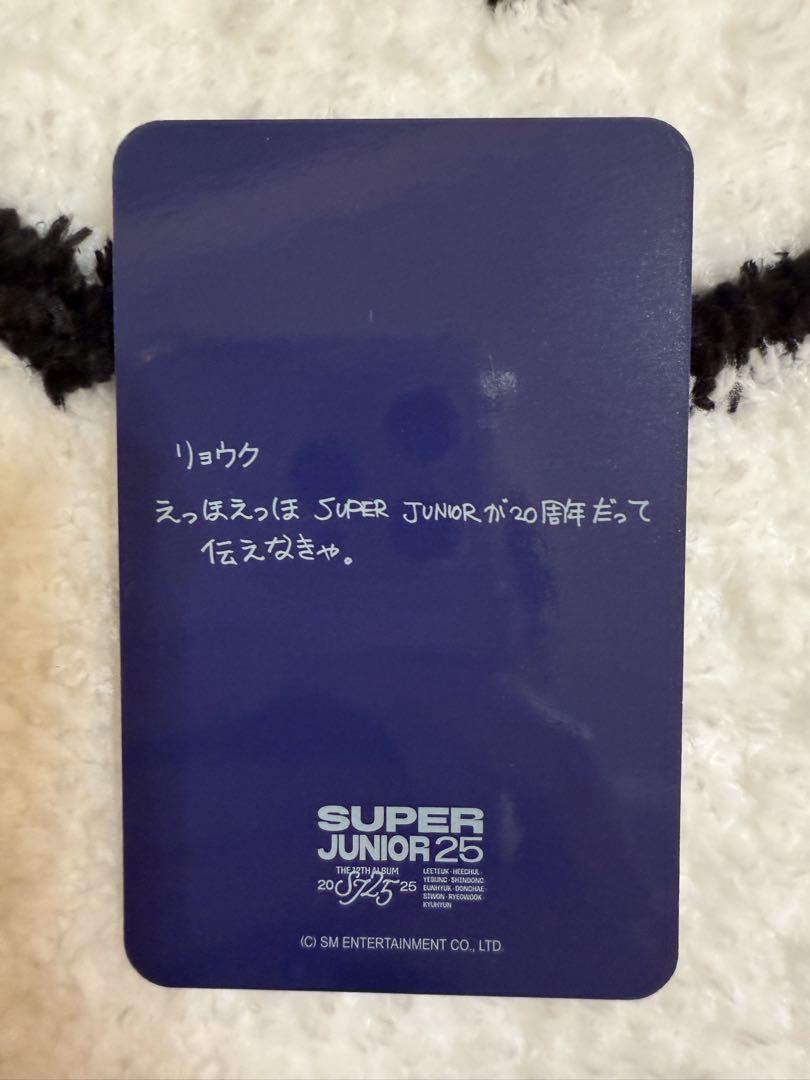 リョウク
えっほえっほ SUPER JUNIORが20周年だって
伝えなきゃ。
SUPER
JUNIOR25
THE 12TH ALBUM
20 SJ25 25
LEETEUK · HEECHUL ·
YESUNG · SHINDONG
EUNHYUK · DONGHAE ·
SIWON · RYEOWOOK ·
KYUHYUN
(C) SM ENTERTAINMENT CO., LTD.